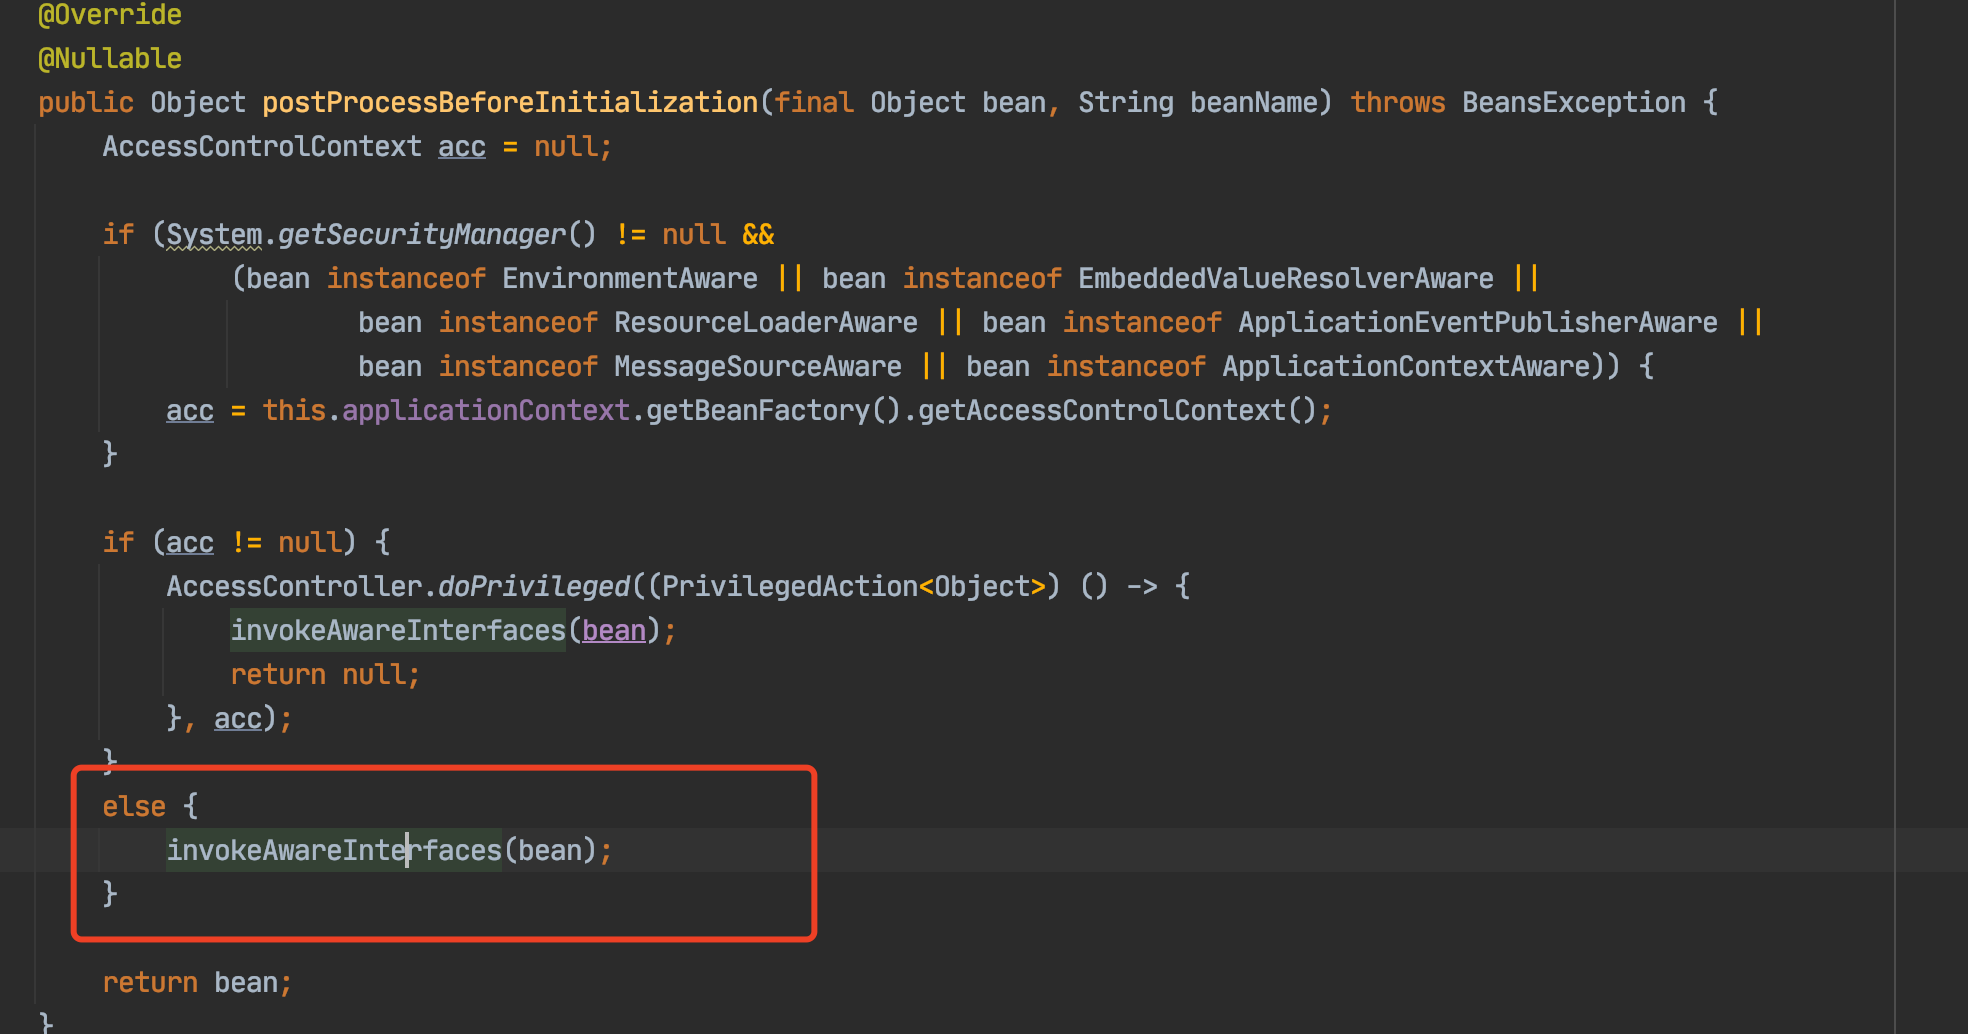 @Override
@Nullable
public Object postProcessBeforeInitialization(final Object bean, String beanName) throws BeansException {
AccessControlContext acc = null;
if (System.getSecurityManager() != null &&
(bean instanceof EnvironmentAware || bean instanceof EmbeddedValueResolverAware ||
bean instanceof ResourceLoaderAware || bean instanceof ApplicationEventPublisherAware ||
bean instanceof MessageSourceAware || bean instanceof ApplicationContextAware)) {
acc = this.applicationContext.getBeanFactory().getAccessControlContext();
}
if (acc != null) {
AccessController.doPrivileged((PrivilegedAction<Object>) () -> {
invokeAwareInterfaces(bean);
return null;
}, acc);
}
else {
invokeAwareInterfaces(bean);
}
return bean;
}